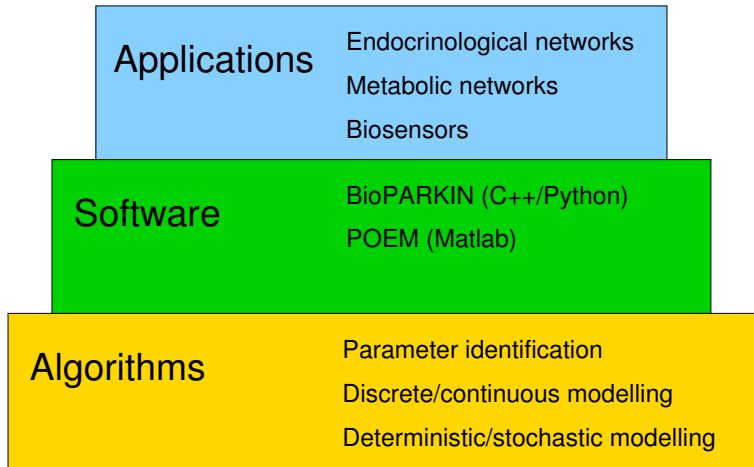 Applications
Endocrinological networks
Metabolic networks
Biosensors
Software
BioPARKIN (C++/Python)
POEM (Matlab)
Algorithms
Parameter identification
Discrete/continuous modelling
Deterministic/stochastic modelling